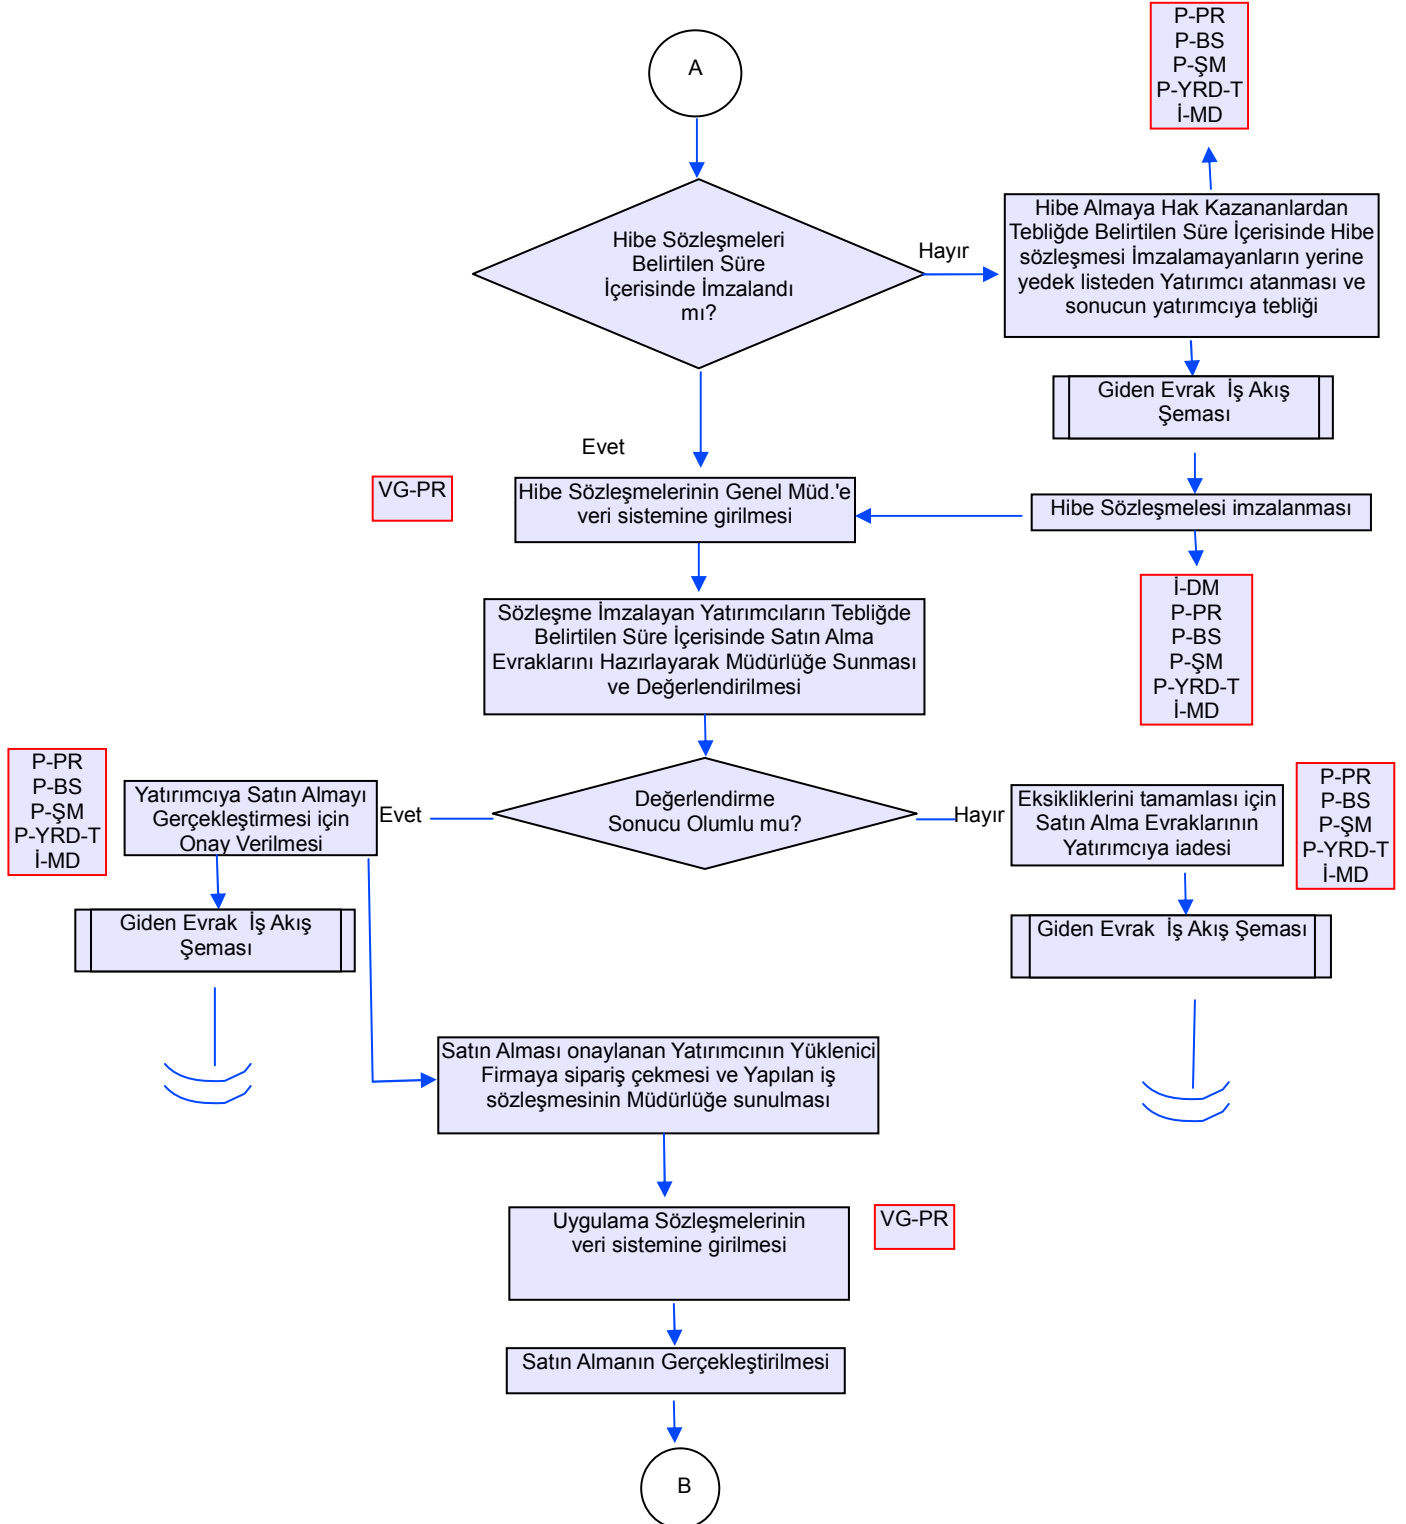 P-PR
P-BS
P-ŞM
P-YRD-T
İ-MD
A
Hibe Sözleşmeleri
Belirtilen Süre
İçerisinde İmzalandı
mı?
Hayır
Hibe Almaya Hak Kazananlardan
Tebliğde Belirtilen Süre İçerisinde Hibe
sözleşmesi İmzalamayanların yerine
yedek listeden Yatırımcı atanması ve
sonucun yatırımcıya tebliği
Giden Evrak İş Akış
Şeması
Evet
VG-PR
Hibe Sözleşmelerinin Genel Müd.'e
veri sistemine girilmesi
Hibe Sözleşmelesi imzalanması
İ-DM
P-PR
P-BS
P-ŞM
P-YRD-T
İ-MD
Sözleşme İmzalayan Yatırımcıların Tebliğde
Belirtilen Süre İçerisinde Satın Alma
Evraklarını Hazırlayarak Müdürlüğe Sunması
ve Değerlendirilmesi
P-PR
P-BS
P-ŞM
P-YRD-T
İ-MD
Yatırımcıya Satın Almayı
Gerçekleştirmesi için
Onay Verilmesi
Evet
Değerlendirme
Sonucu Olumlu mu?
Hayır
Eksikliklerini tamamlası için
Satın Alma Evraklarının
Yatırımcıya iadesi
P-PR
P-BS
P-ŞM
P-YRD-T
İ-MD
Giden Evrak İş Akış
Şeması
Giden Evrak İş Akış Şeması
Satın Alması onaylanan Yatırımcının Yüklenici
Firmaya sipariş çekmesi ve Yapılan iş
sözleşmesinin Müdürlüğe sunulması
Uygulama Sözleşmelerinin
veri sistemine girilmesi
VG-PR
Satın Almanın Gerçekleştirilmesi
B